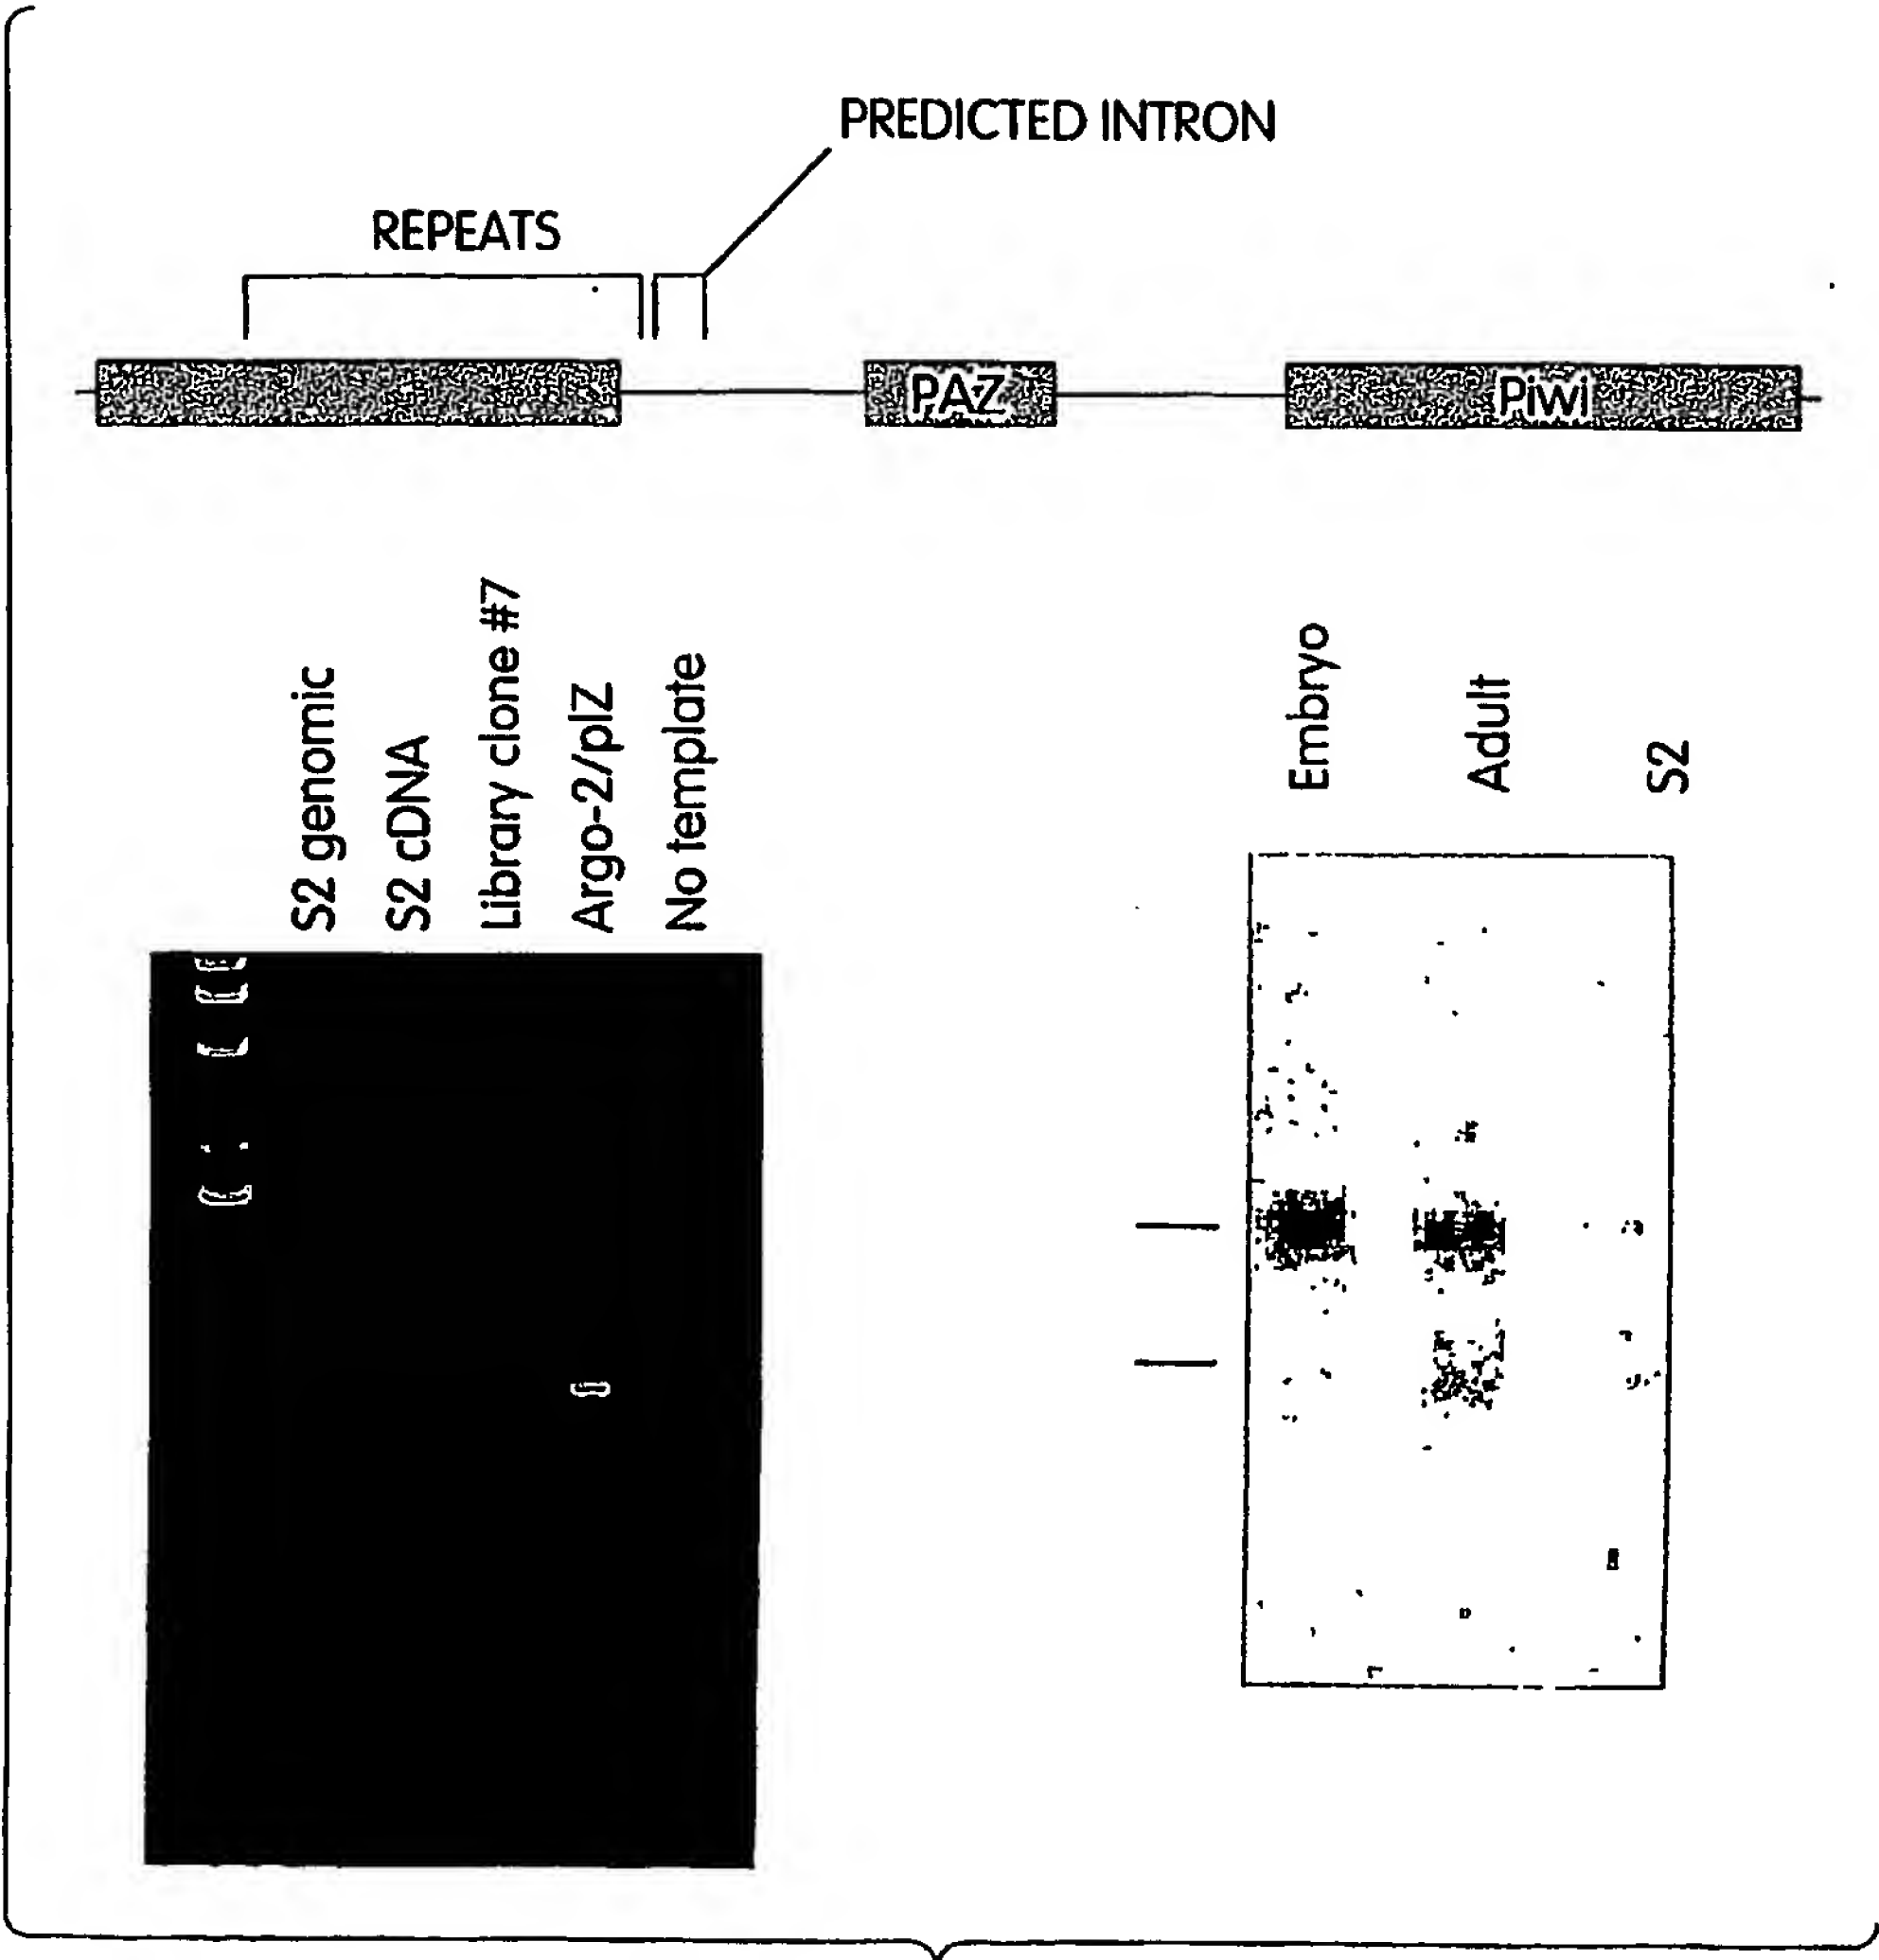 PREDICTED INTRON
REPEATS
PAZ
Piwi
S2 genomic
S2 cDNA
Library clone #7
Argo-2/pIZ
No template
Embryo
Adult
S2